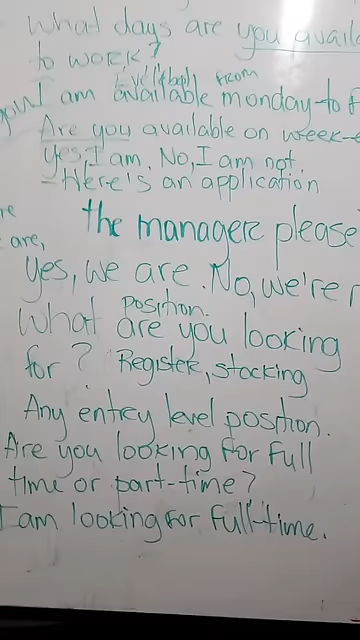 What days are you availa
to work?
from
I am available monday-to f
Are you available on week-e
Yes, I am. No, I am not.
-Here's an application
re the manager please
are,
Yes, we are. No, we're n
Position.
What are you looking
for? Register, stocking
Any entry level position.
Are you looking for full
time or part-time?
I am looking for full-time.